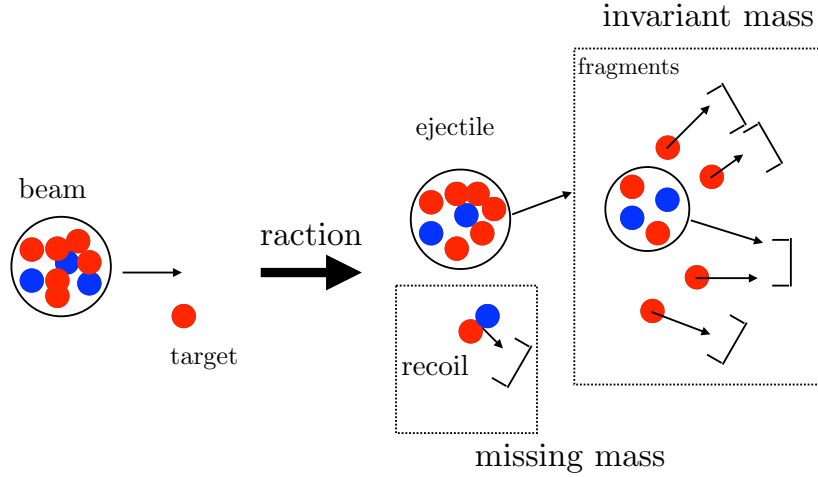 invariant mass
fragments
ejectile
beam
raction
target
recoil
missing mass